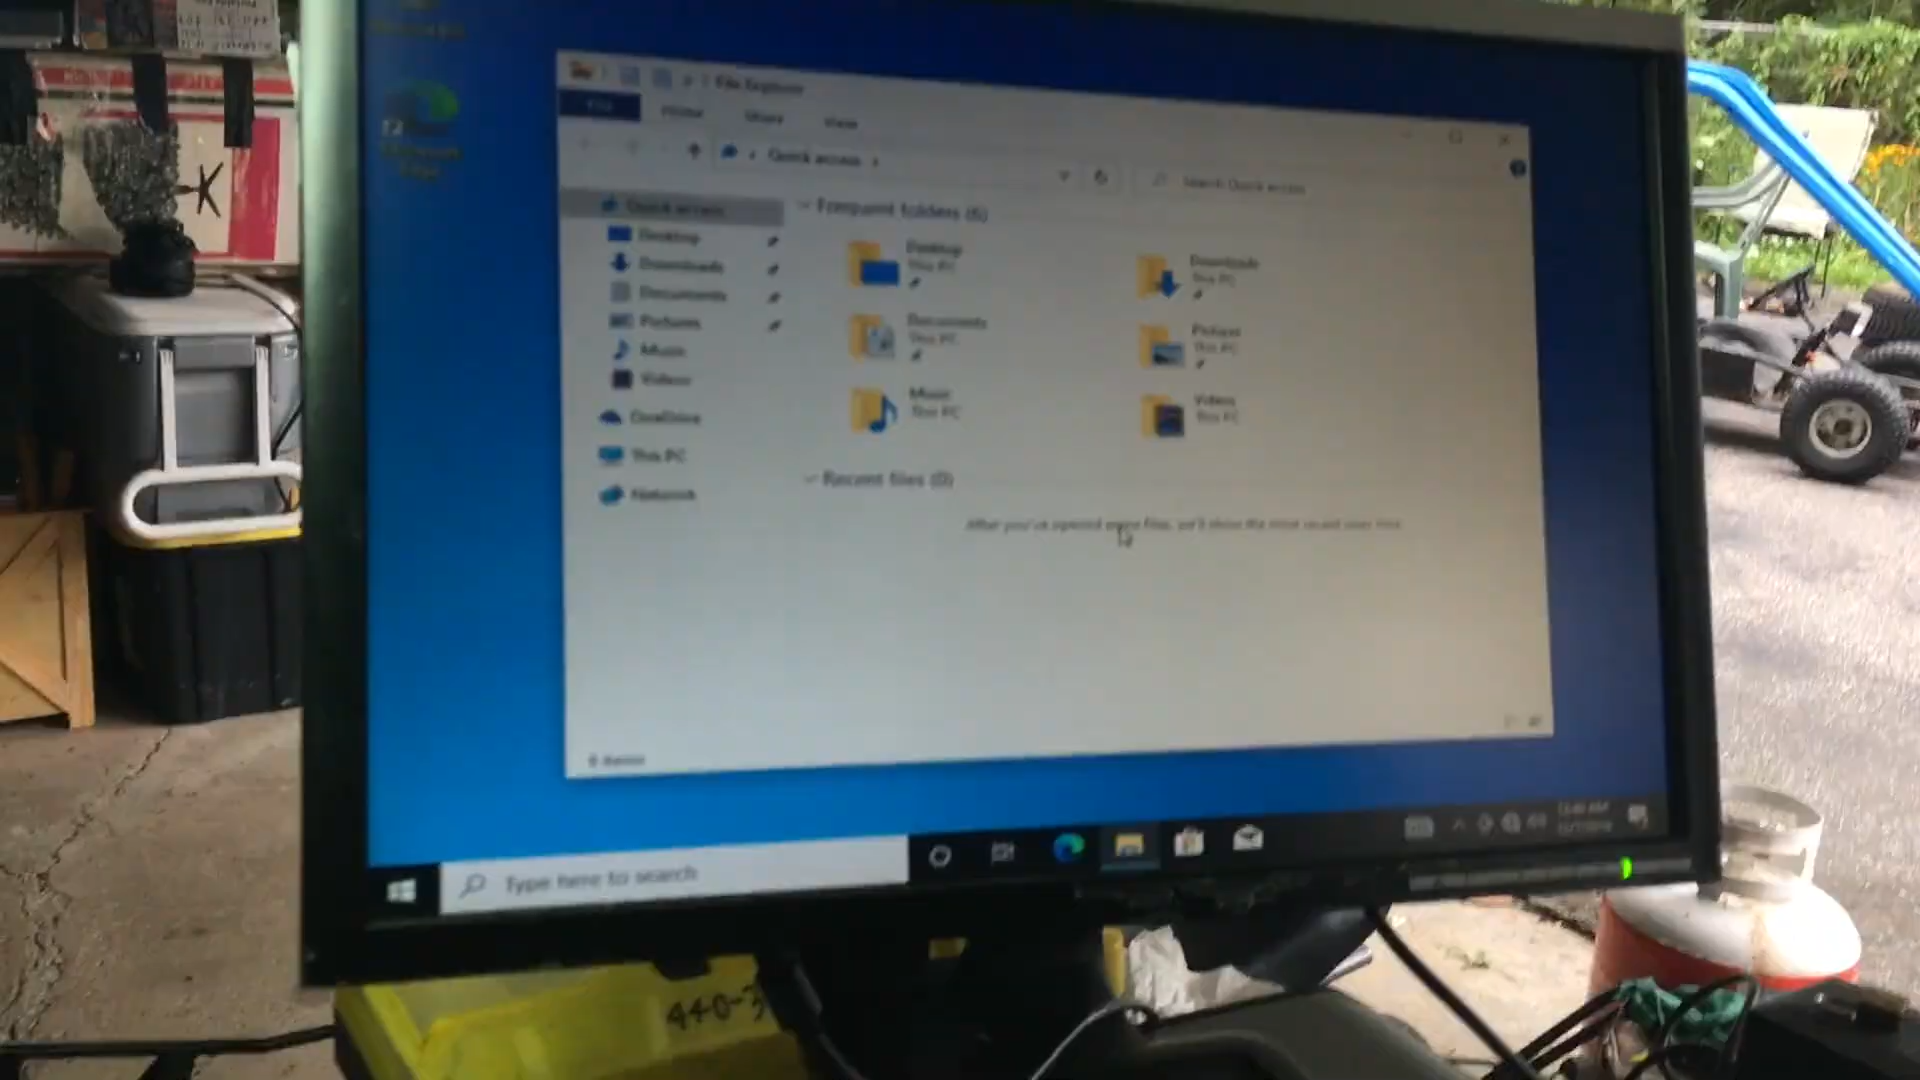 File Explorer
File
Home
Share
View
Quick access
Search Quick access
Quick access
Desktop
Downloads
Documents
Pictures
Music
Videos
OneDrive
This PC
Network
Frequent folders (6)
Desktop
This PC
Downloads
This PC
Documents
This PC
Pictures
This PC
Music
This PC
Videos
This PC
Recent files (0)
After you've opened some files, we'll show the most recent ones here.
6 items
Type here to search
440-